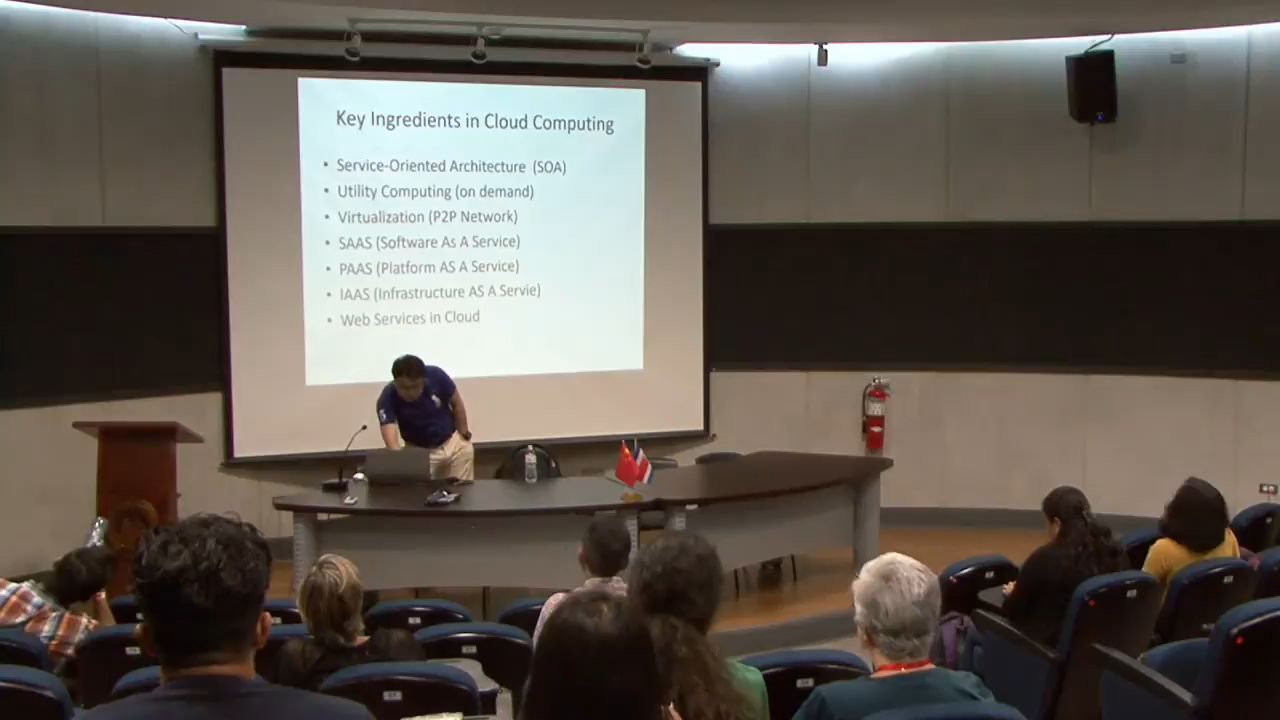 Key Ingredients in Cloud Computing
• Service-Oriented Architecture (SOA)
• Utility Computing (on demand)
• Virtualization (P2P Network)
• SAAS (Software As A Service)
• PAAS (Platform AS A Service)
• IAAS (Infrastructure AS A Servie)
• Web Services in Cloud